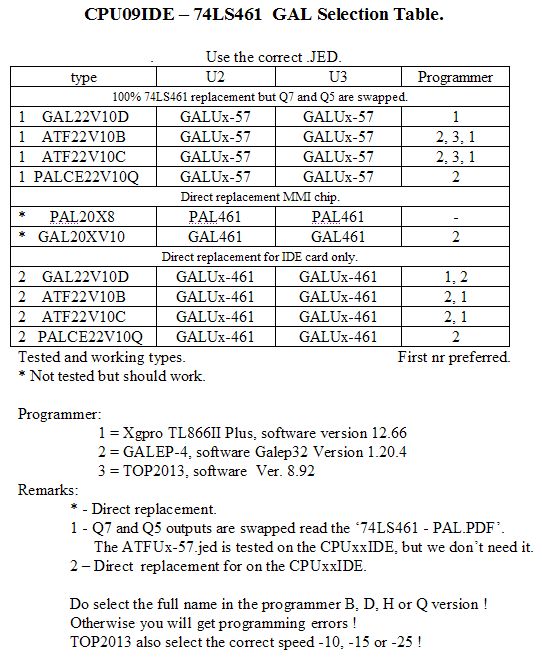 CPU09IDE – 74LS461 GAL Selection Table.
. Use the correct .JED.
type U2 U3 Programmer
100% 74LS461 replacement but Q7 and Q5 are swapped.
1 GAL22V10D GALUx-57 GALUx-57 1
1 ATF22V10B GALUx-57 GALUx-57 2, 3, 1
1 ATF22V10C GALUx-57 GALUx-57 2, 3, 1
1 PALCE22V10Q GALUx-57 GALUx-57 2
Direct replacement MMI chip.
* PAL20X8 PAL461 PAL461 -
* GAL20XV10 GAL461 GAL461 2
Direct replacement for IDE card only.
2 GAL22V10D GALUx-461 GALUx-461 1, 2
2 ATF22V10B GALUx-461 GALUx-461 2, 1
2 ATF22V10C GALUx-461 GALUx-461 2, 1
2 PALCE22V10Q GALUx-461 GALUx-461 2
Tested and working types. First nr preferred.
* Not tested but should work.
Programmer:
1 = Xgpro TL866II Plus, software version 12.66
2 = GALEP-4, software Galep32 Version 1.20.4
3 = TOP2013, software Ver. 8.92
Remarks:
* - Direct replacement.
1 - Q7 and Q5 outputs are swapped read the ‘74LS461 - PAL.PDF’.
The ATFUx-57.jed is tested on the CPUxxIDE, but we don’t need it.
2 – Direct replacement for on the CPUxxIDE.
Do select the full name in the programmer B, D, H or Q version !
Otherwise you will get programming errors !
TOP2013 also select the correct speed -10, -15 or -25 !